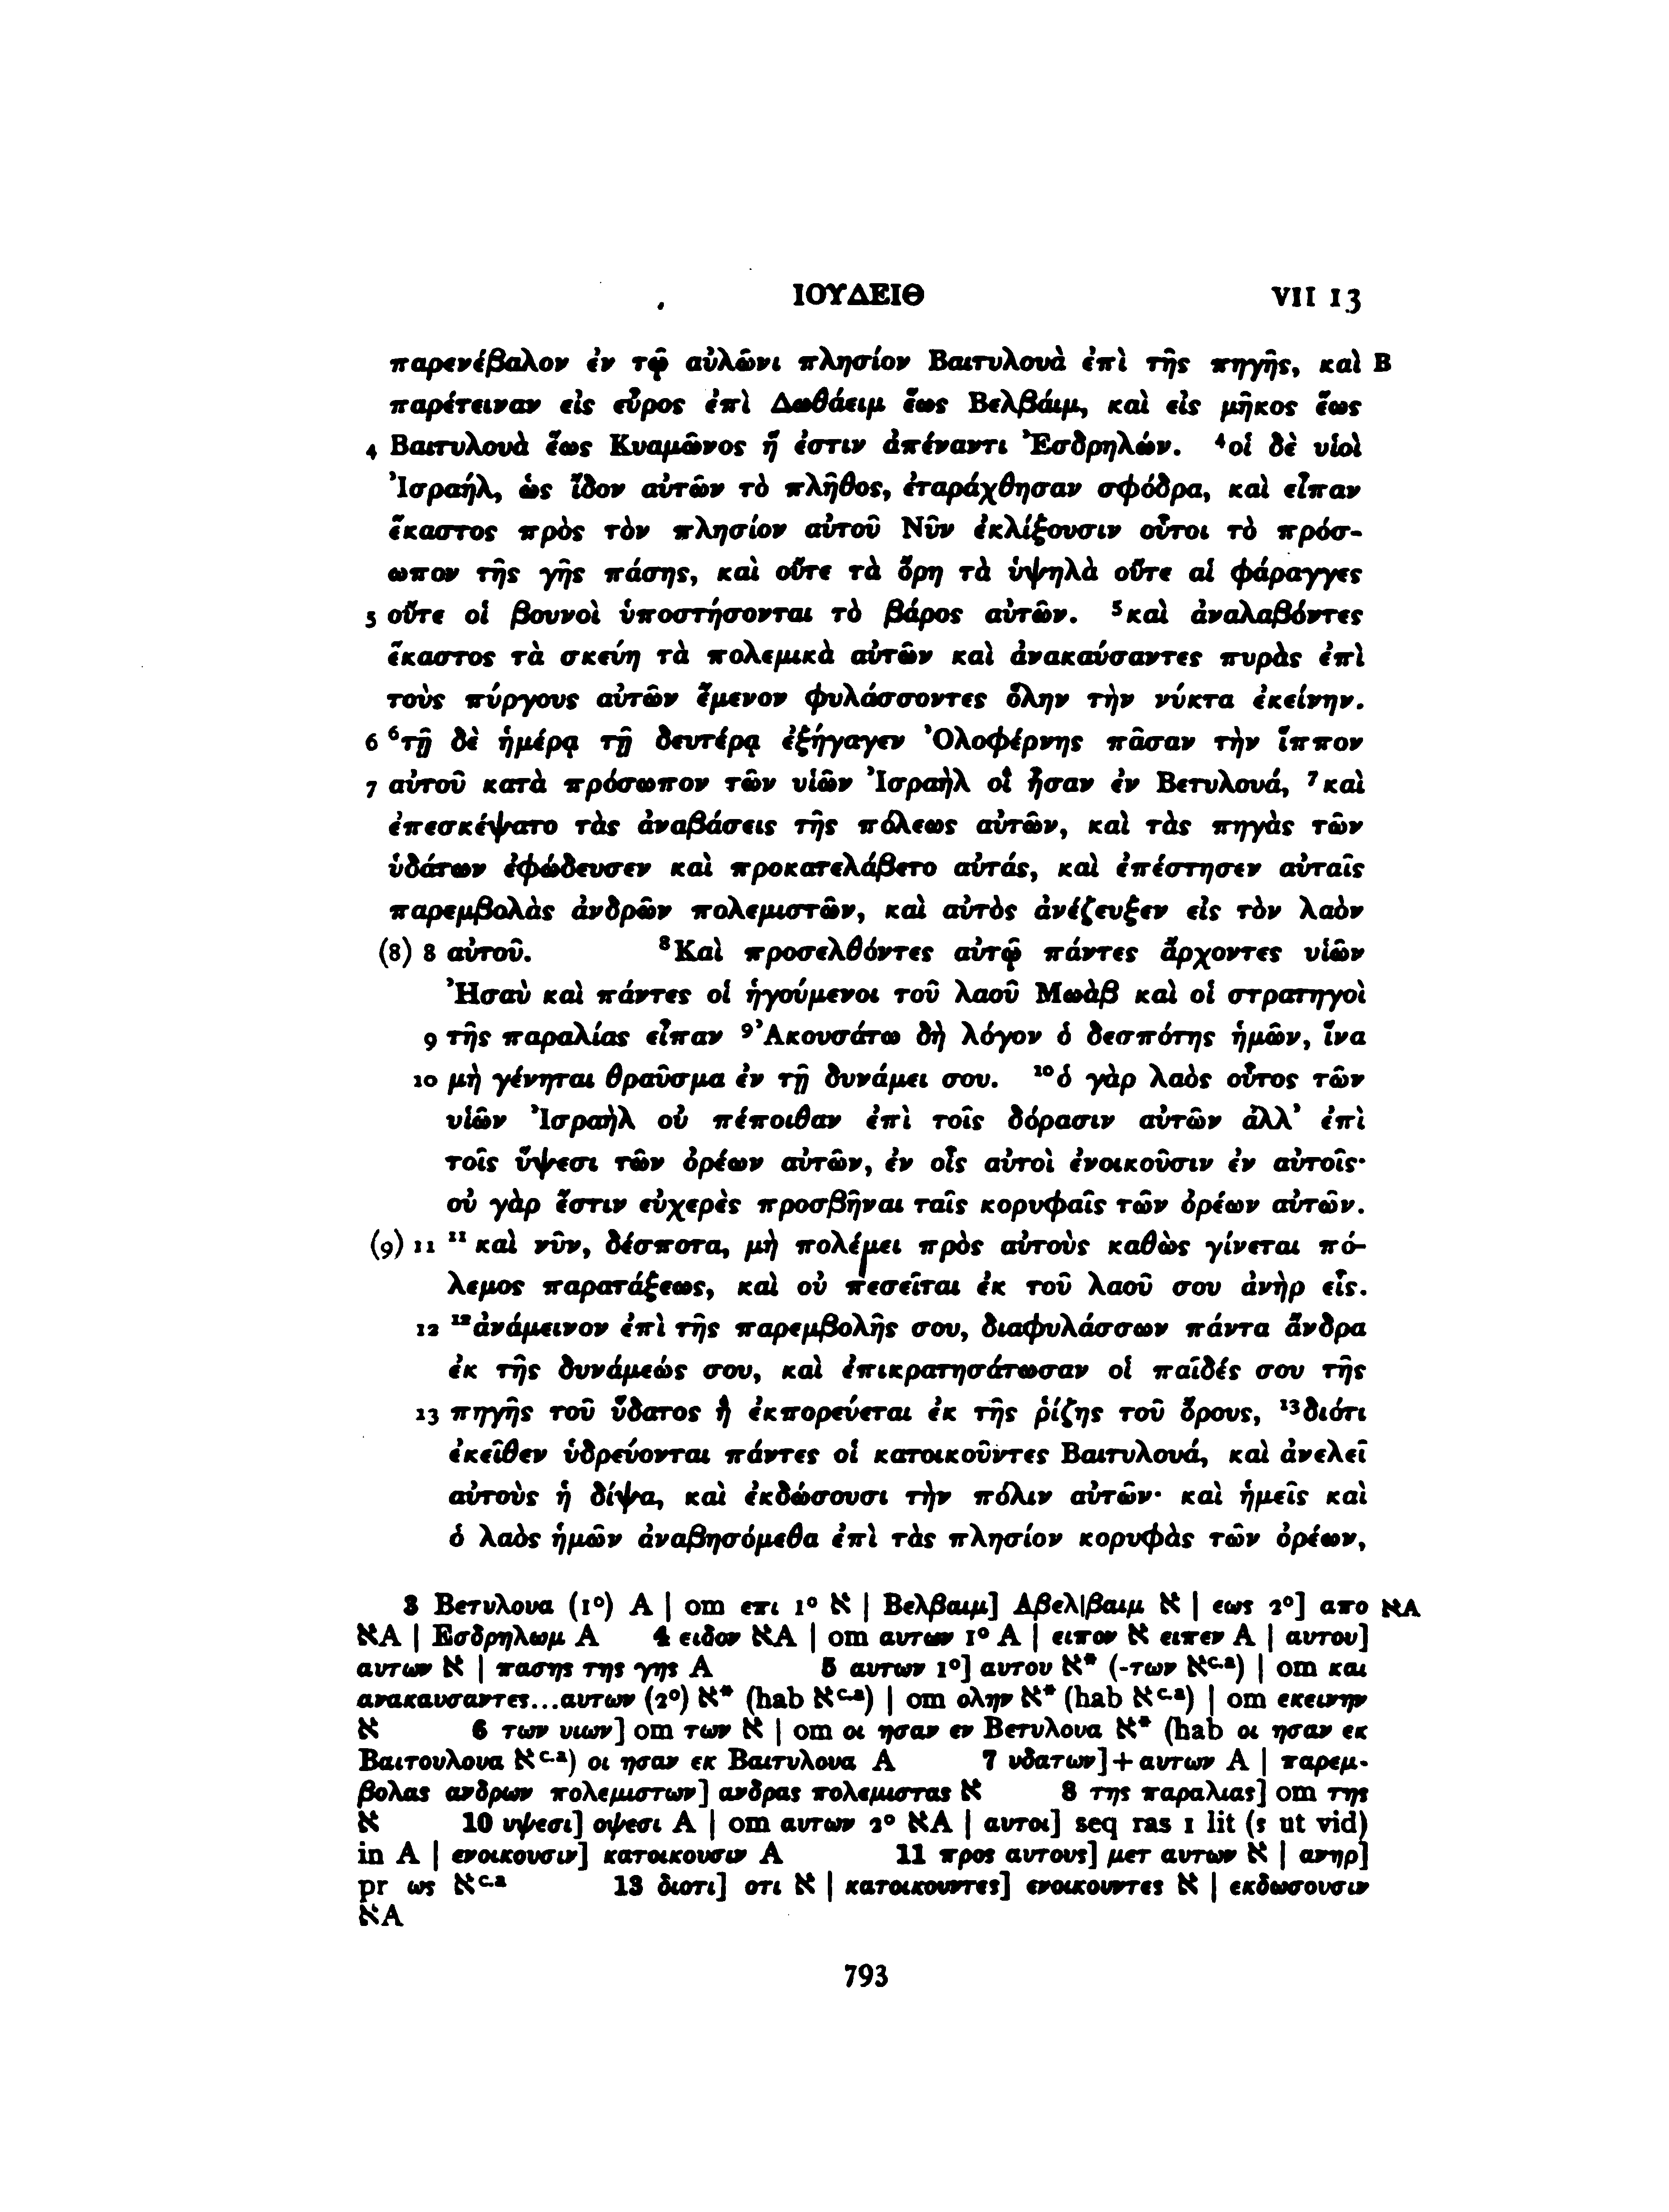 ΙΟΥΔΕΙΘ VII 13
παρενέβαλον ἐν τῷ αὐλῶνι πλησίον Βαιτυλουὰ ἐπὶ τῆς πηγῆς, καὶ B
παρέτειναν εἰς εὖρος ἐπὶ Δωθάειμ ἕως Βελβάιμ, καὶ εἰς μῆκος ἕως
4 Βαιτυλουὰ ἕως Κυαμῶνος ἥ ἐστιν ἀπέναντι Ἐσδρηλών. ⁴οἱ δὲ υἱοὶ
Ἰσραήλ, ὡς ἴδον αὐτῶν τὸ πλῆθος, ἐταράχθησαν σφόδρα, καὶ εἶπαν
ἕκαστος πρὸς τὸν πλησίον αὐτοῦ Νῦν ἐκλίξουσιν οὗτοι τὸ πρόσ-
ωπον τῆς γῆς πάσης, καὶ οὔτε τὰ ὄρη τὰ ὑψηλὰ οὔτε αἱ φάραγγες
5 οὔτε οἱ βουνοὶ ὑποστήσονται τὸ βάρος αὐτῶν. ⁵καὶ ἀναλαβόντες
ἕκαστος τὰ σκεύη τὰ πολεμικὰ αὐτῶν καὶ ἀνακαύσαντες πυρὰς ἐπὶ
τοὺς πύργους αὐτῶν ἔμενον φυλάσσοντες ὅλην τὴν νύκτα ἐκείνην.
6 ⁶τῇ δὲ ἡμέρᾳ τῇ δευτέρᾳ ἐξήγαγεν Ὀλοφέρνης πᾶσαν τὴν ἵππον
7 αὐτοῦ κατὰ πρόσωπον τῶν υἱῶν Ἰσραὴλ οἳ ἦσαν ἐν Βετυλουά, ⁷καὶ
ἐπεσκέψατο τὰς ἀναβάσεις τῆς πόλεως αὐτῶν, καὶ τὰς πηγὰς τῶν
ὑδάτων ἐφώδευσεν καὶ προκατελάβετο αὐτάς, καὶ ἐπέστησεν αὐταῖς
παρεμβολὰς ἀνδρῶν πολεμιστῶν, καὶ αὐτὸς ἀνέζευξεν εἰς τὸν λαὸν
(8) 8 αὐτοῦ. ⁸Καὶ προσελθόντες αὐτῷ πάντες ἄρχοντες υἱῶν
Ἠσαὺ καὶ πάντες οἱ ἡγούμενοι τοῦ λαοῦ Μωὰβ καὶ οἱ στρατηγοὶ
9 τῆς παραλίας εἶπαν ⁹Ἀκουσάτω δὴ λόγον ὁ δεσπότης ἡμῶν, ἵνα
10 μὴ γένηται θραῦσμα ἐν τῇ δυνάμει σου. ¹⁰ὁ γὰρ λαὸς οὗτος τῶν
υἱῶν Ἰσραὴλ οὐ πέποιθαν ἐπὶ τοῖς δόρασιν αὐτῶν ἀλλ’ ἐπὶ
τοῖς ὕψεσι τῶν ὀρέων αὐτῶν, ἐν οἷς αὐτοὶ ἐνοικοῦσιν ἐν αὐτοῖς·
οὐ γὰρ ἔστιν εὐχερὲς προσβῆναι ταῖς κορυφαῖς τῶν ὀρέων αὐτῶν.
(9) 11 ¹¹ καὶ νῦν, δέσποτα, μὴ πολέμει πρὸς αὐτοὺς καθὼς γίνεται πό-
λεμος παρατάξεως, καὶ οὐ πεσεῖται ἐκ τοῦ λαοῦ σου ἀνὴρ εἷς.
12 ¹²ἀνάμεινον ἐπὶ τῆς παρεμβολῆς σου, διαφυλάσσων πάντα ἄνδρα
ἐκ τῆς δυνάμεώς σου, καὶ ἐπικρατησάτωσαν οἱ παῖδές σου τῆς
13 πηγῆς τοῦ ὕδατος ἣ ἐκπορεύεται ἐκ τῆς ῥίζης τοῦ ὄρους, ¹³διότι
ἐκεῖθεν ὑδρεύονται πάντες οἱ κατοικοῦντες Βαιτυλουά, καὶ ἀνελεῖ
αὐτοὺς ἡ δίψα, καὶ ἐκδώσουσι τὴν πόλιν αὐτῶν· καὶ ἡμεῖς καὶ
ὁ λαὸς ἡμῶν ἀναβησόμεθα ἐπὶ τὰς πλησίον κορυφὰς τῶν ὀρέων,
3 Βετυλουα (1°) A | om επι 1° ℵ | Βελβαιμ] Αβελ|βαιμ ℵ | εως 2°] απο ℵA
ℵA | Εσδρηλωμ A 4 ειδον ℵA | om αυτων 1° A | ειπον ℵ ειπεν A | αυτου]
αυτων ℵ | πασης της γης A 5 αυτων 1°] αυτου ℵ* (-των ℵᶜ·ᵃ) | om και
ανακαυσαντες...αυτων (2°) ℵ* (hab ℵᶜ·ᵃ) | om ολην ℵ* (hab ℵᶜ·ᵃ) | om εκεινην
ℵ 6 των υιων] om των ℵ | om οι ησαν εν Βετυλουα ℵ* (hab οι ησαν εκ
Βαιτουλουα ℵᶜ·ᵃ) οι ησαν εκ Βαιτυλουα A 7 υδατων]+αυτων A | παρεμ-
βολας ανδρων πολεμιστων] ανδρας πολεμιστας ℵ 8 της παραλιας] om της
ℵ 10 υψεσι] οψεσι A | om αυτων 2° ℵA | αυτοι] seq ras 1 lit (s ut vid)
in A | ενοικουσιν] κατοικουσιν A 11 προς αυτους] μετ αυτων ℵ | ανηρ]
pr ως ℵᶜ·ᵃ 13 διοτι] οτι ℵ | κατοικουντες] ενοικουντες ℵ | εκδωσουσιν
ℵA
793